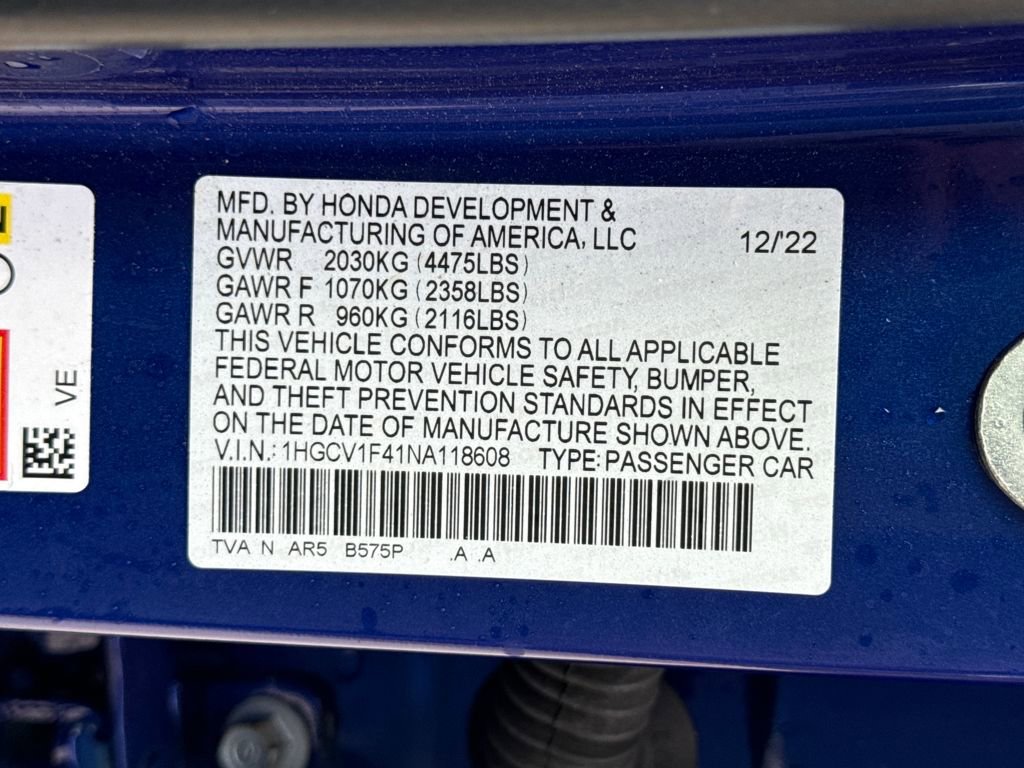 MFD. BY HONDA DEVELOPMENT &
MANUFACTURING OF AMERICA, LLC 12/'22
GVWR 2030KG (4475LBS)
GAWR F 1070KG (2358LBS)
GAWR R 960KG (2116LBS)
THIS VEHICLE CONFORMS TO ALL APPLICABLE
FEDERAL MOTOR VEHICLE SAFETY, BUMPER,
AND THEFT PREVENTION STANDARDS IN EFFECT
ON THE DATE OF MANUFACTURE SHOWN ABOVE.
V.I.N.: 1HGCV1F41NA118608 TYPE: PASSENGER CAR
TVA N AR5 B575P .A .A
VE